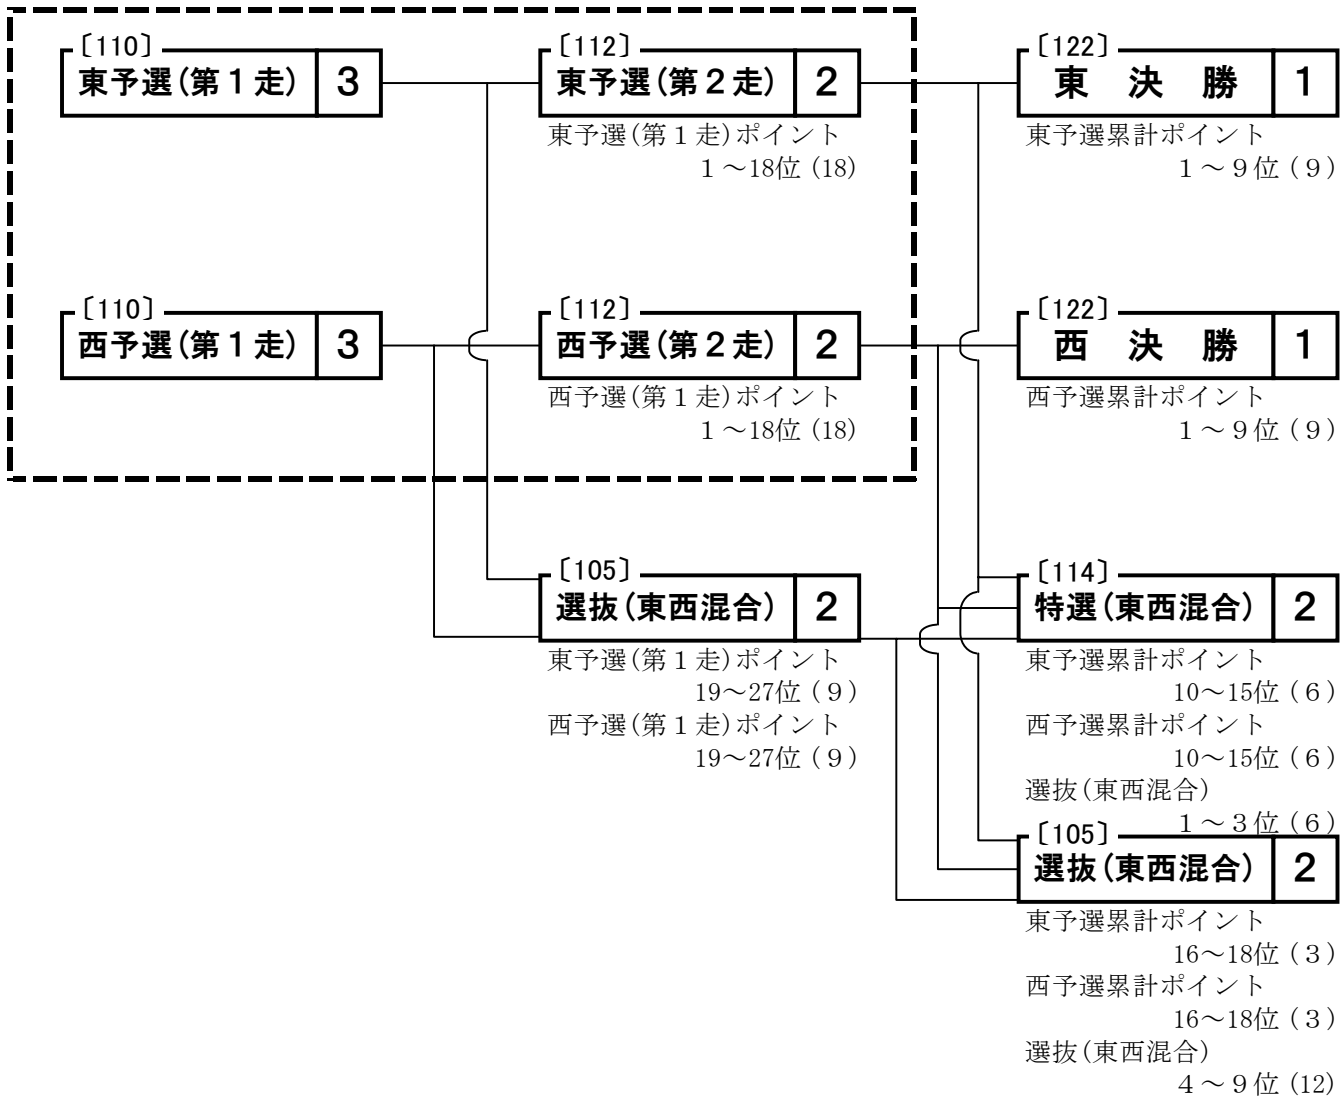 〔110〕
東予選(第１走) 3
〔112〕
東予選(第２走) 2
東予選(第１走)ポイント
１～18位 (18)
〔122〕
東　決　勝 1
東予選累計ポイント
１～９位 (９)
〔110〕
西予選(第１走) 3
〔112〕
西予選(第２走) 2
西予選(第１走)ポイント
１～18位 (18)
〔122〕
西　決　勝 1
西予選累計ポイント
１～９位 (９)
〔105〕
選抜(東西混合) 2
東予選(第１走)ポイント
19～27位 (９)
西予選(第１走)ポイント
19～27位 (９)
〔114〕
特選(東西混合) 2
東予選累計ポイント
10～15位 (６)
西予選累計ポイント
10～15位 (６)
選抜(東西混合)
１～３位 (６)
〔105〕
選抜(東西混合) 2
東予選累計ポイント
16～18位 (３)
西予選累計ポイント
16～18位 (３)
選抜(東西混合)
４～９位 (12)